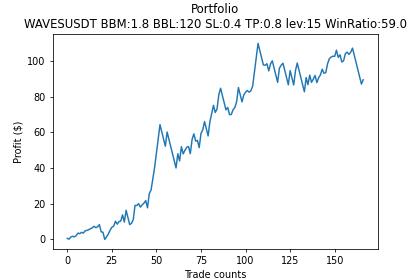 Portfolio
WAVESUSDT BBM:1.8 BBL:120 SL:0.4 TP:0.8 lev:15 WinRatio:59.0
100
80
60
40
20
0
Profit ($)
0 25 50 75 100 125 150
Trade counts